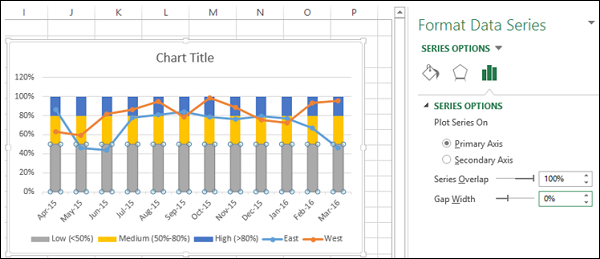 I J K L M N O P
Format Data Series
SERIES OPTIONS
Chart Title
120%
100%
80%
60%
40%
20%
0%
Apr-15 May-15 Jun-15 Jul-15 Aug-15 Sep-15 Oct-15 Nov-15 Dec-15 Jan-16 Feb-16 Mar-16
Low (<50%) Medium (50%-80%) High (>80%) East West
SERIES OPTIONS
Plot Series On
Primary Axis
Secondary Axis
Series Overlap 100%
Gap Width 0%